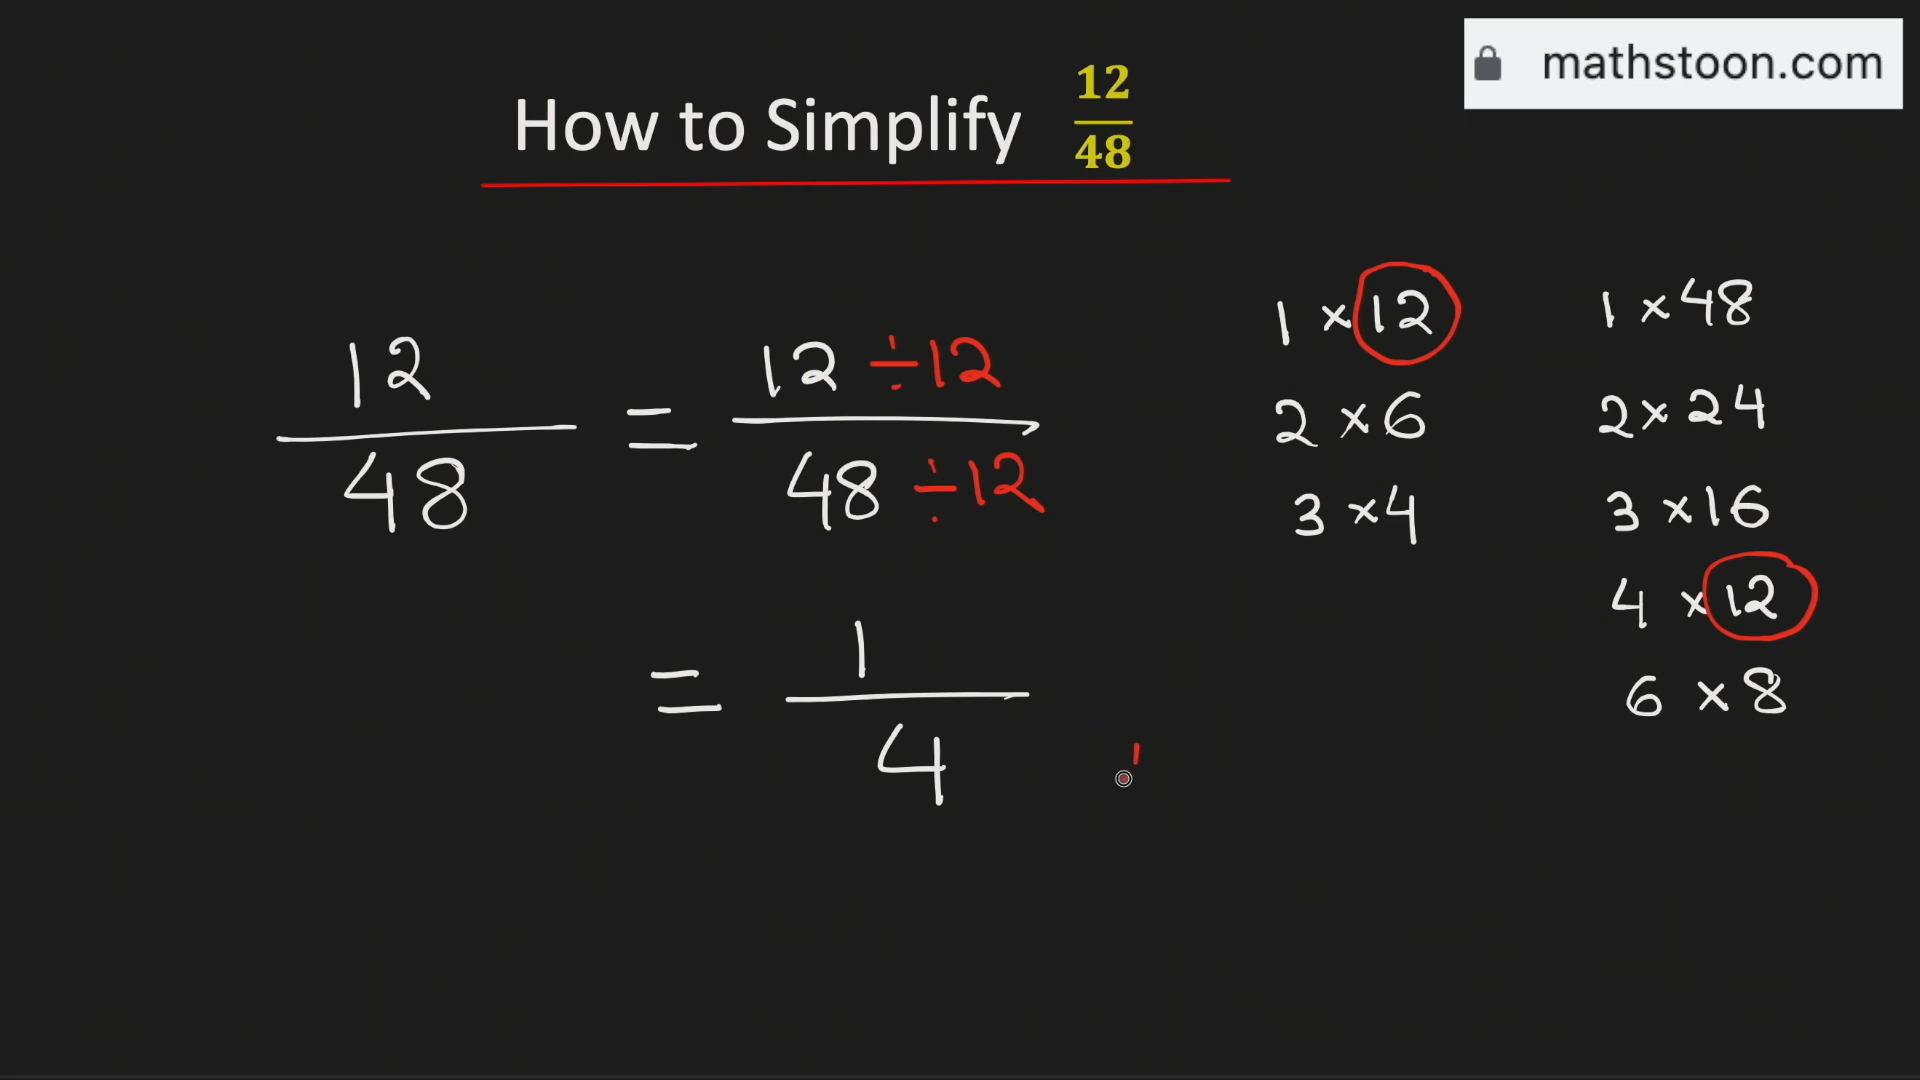 mathstoon.com
How to Simplify 12/48
12/48 = 12 ÷12/48 ÷12
= 1/4
1 × 12
2 × 6
3 × 4
1 × 48
2 × 24
3 × 16
4 × 12
6 × 8